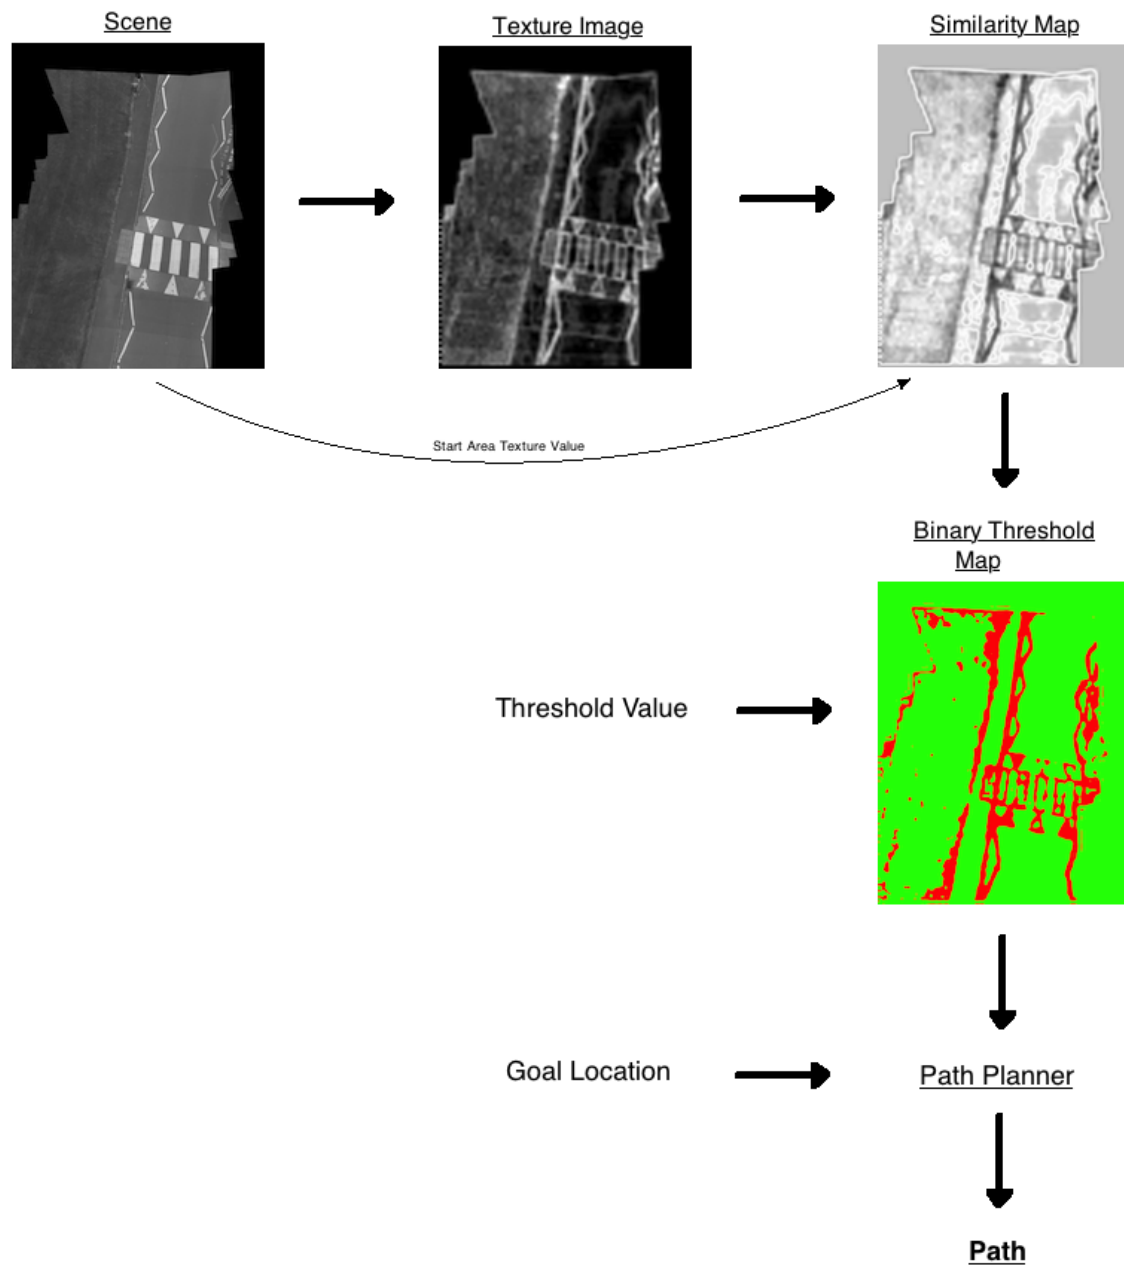 Scene
Texture Image
Similarity Map
Start Area Texture Value
Binary Threshold
Map
Threshold Value
Goal Location
Path Planner
Path